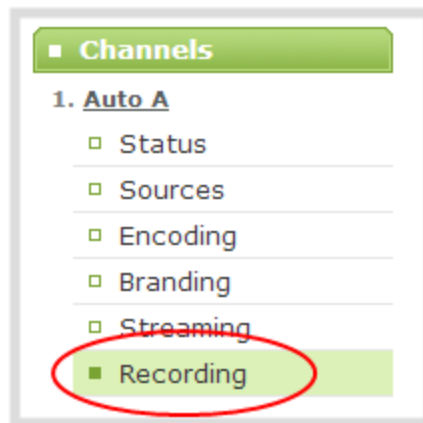 Channels
1. Auto A
Status
Sources
Encoding
Branding
Streaming
Recording